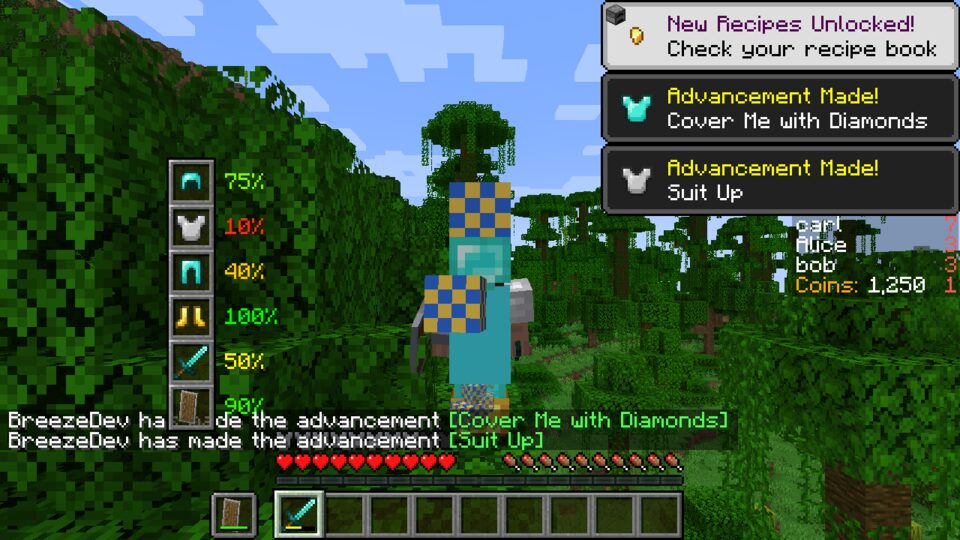 New Recipes Unlocked!
Check your recipe book
Advancement Made!
Cover Me with Diamonds
Advancement Made!
Suit Up
75%
10%
40%
100%
50%
90%
carl 7
Alice 3
bob 3
Coins: 1,250 1
BreezeDev ha de the advancement [Cover Me with Diamonds]
BreezeDev has made the advancement [Suit Up]